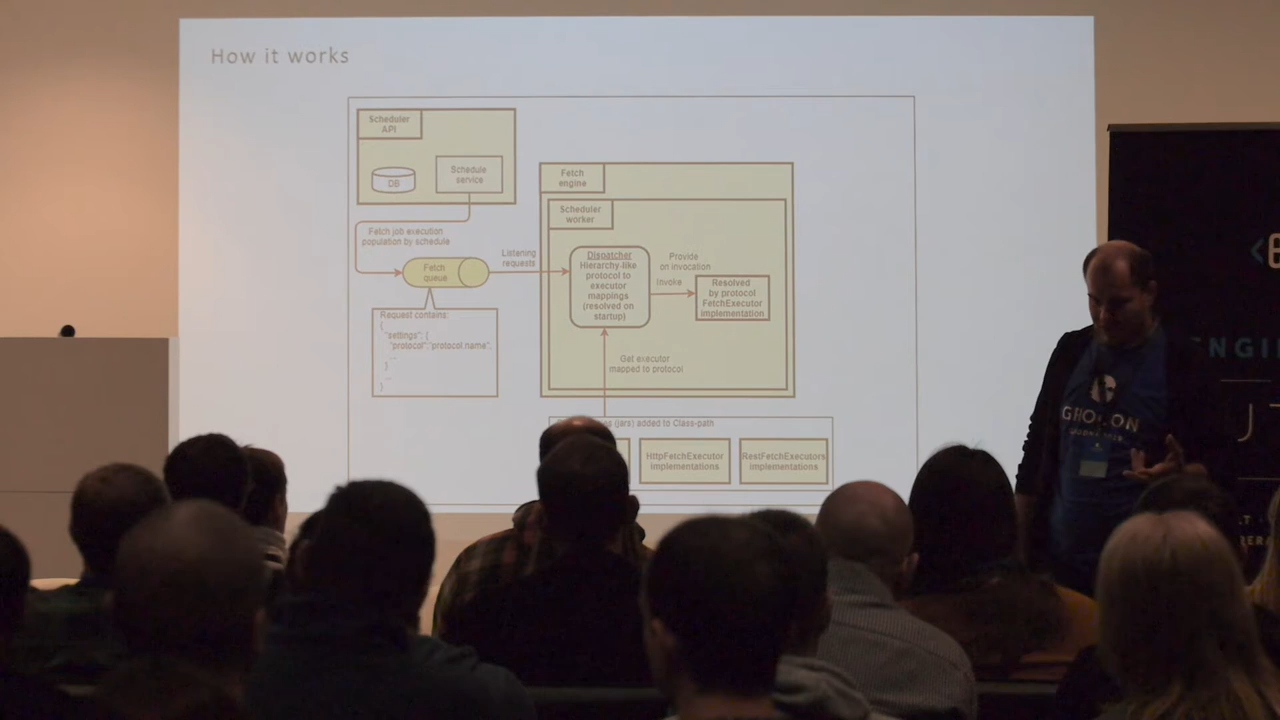 How it works
Scheduler
API
DB
Schedule
service
Fetch job execution
population by schedule
Fetch
queue
Listening
requests
Request contains:
{
"settings": {
"protocol":"protocol.name",
...
}
...
}
Fetch
engine
Scheduler
worker
Dispatcher
Hierarchy-like
protocol to
executor
mappings
(resolved on
startup)
Provide
on invocation
Invoke
Resolved
by protocol
FetchExecutor
implementation
Get executor
mapped to protocol
(jars) added to Class-path
HttpFetchExecutor
implementations
RestFetchExecutors
implementations